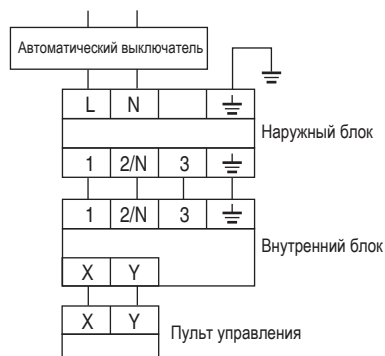 Автоматический выключатель
L N
Наружный блок
1 2/N 3
1 2/N 3
Внутренний блок
X Y
X Y
Пульт управления